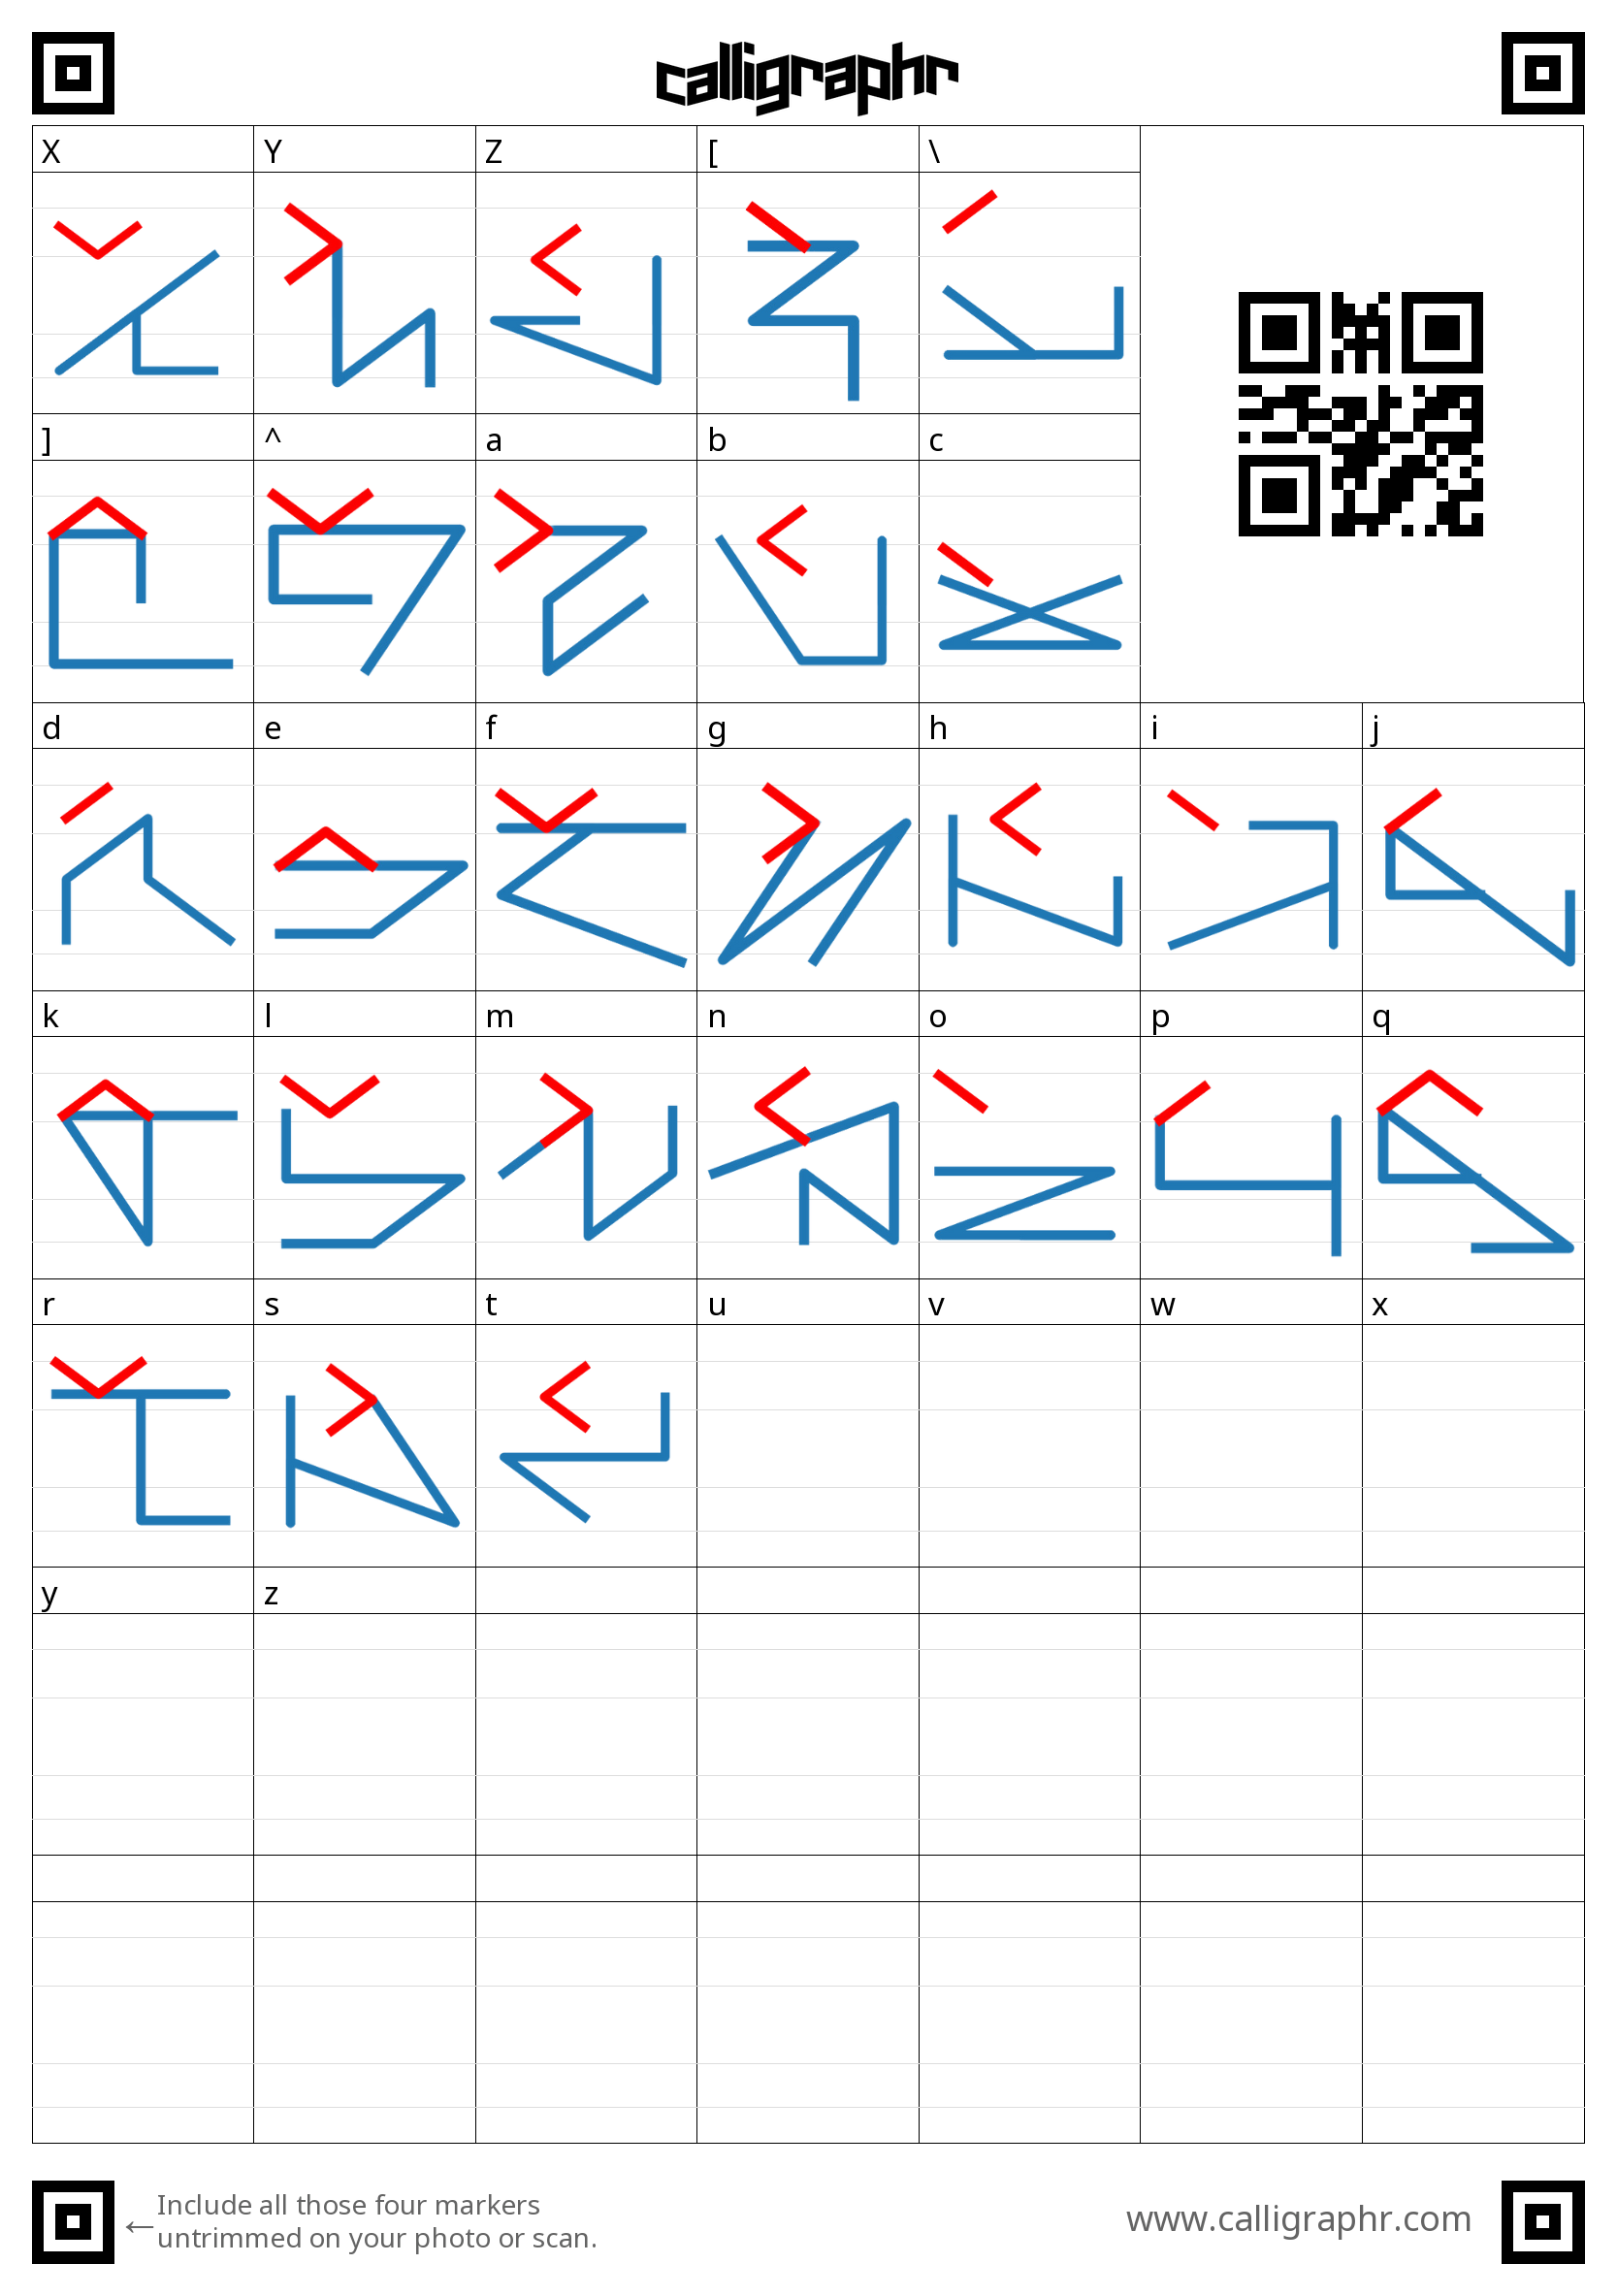 calligraphr
X Y Z [ \
] ^ a b c
d e f g h i j
k l m n o p q
r s t u v w x
y z
←Include all those four markers
untrimmed on your photo or scan.
www.calligraphr.com